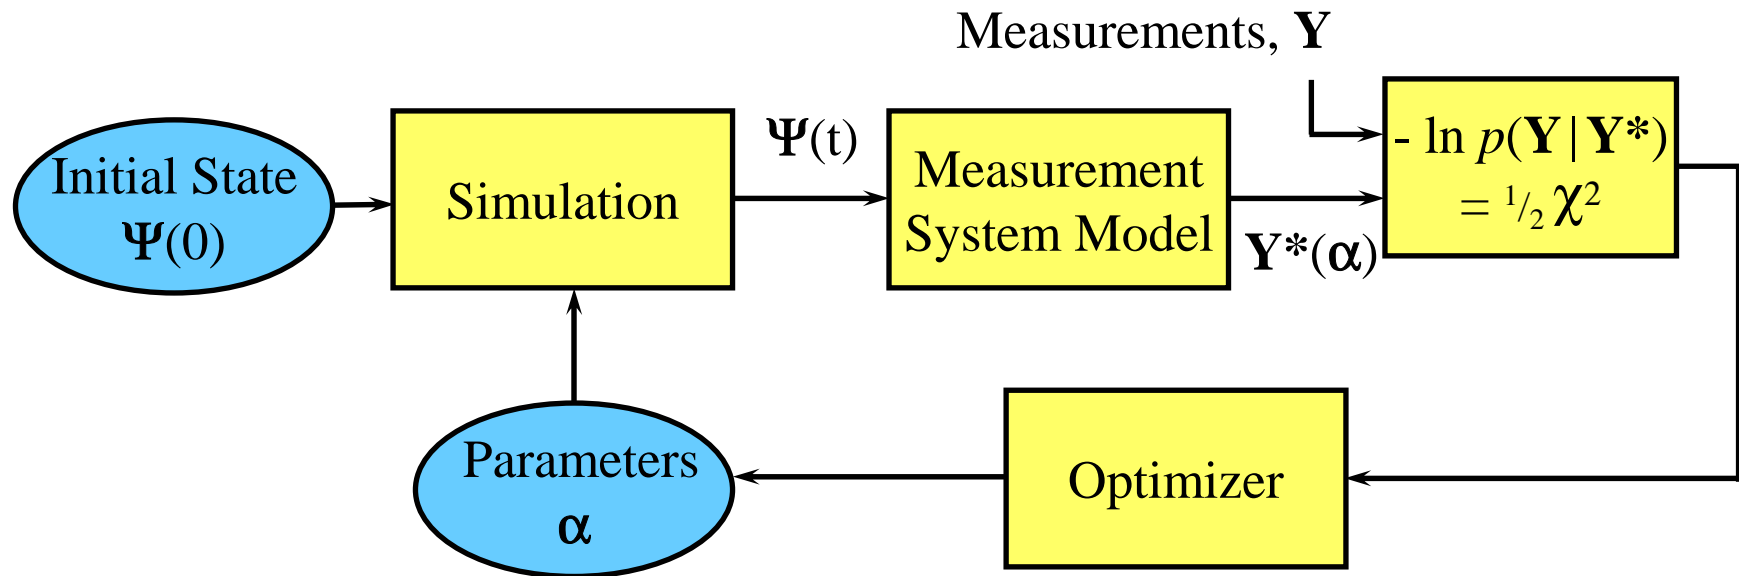 Measurements, Y
Initial State
Ψ(0)
Simulation
Ψ(t)
Measurement
System Model
Y*(α)
- ln p(Y|Y*)
= 1/2 χ²
Parameters
α
Optimizer